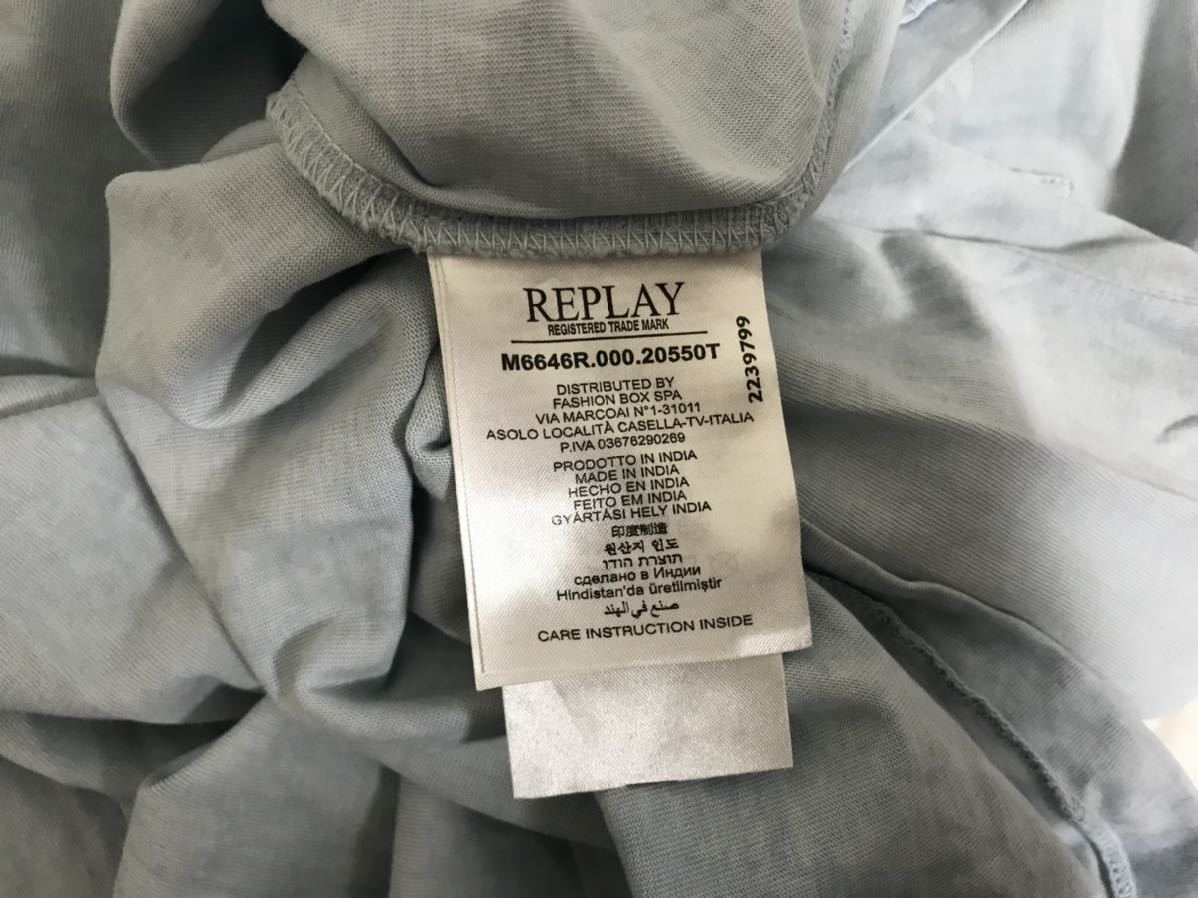 REPLAY
REGISTERED TRADE MARK
M6646R.000.20550T
2239799
DISTRIBUTED BY
FASHION BOX SPA
VIA MARCOAI N°1-31011
ASOLO LOCALITÀ CASELLA-TV-ITALIA
P.IVA 03676290269
PRODOTTO IN INDIA
MADE IN INDIA
HECHO EN INDIA
FEITO EM INDIA
GYÁRTÁSI HELY INDIA
印度制造
원산지 인도
תוצרת הודו
сделано в Индии
Hindistan'da üretilmiştir
صنع في الهند
CARE INSTRUCTION INSIDE